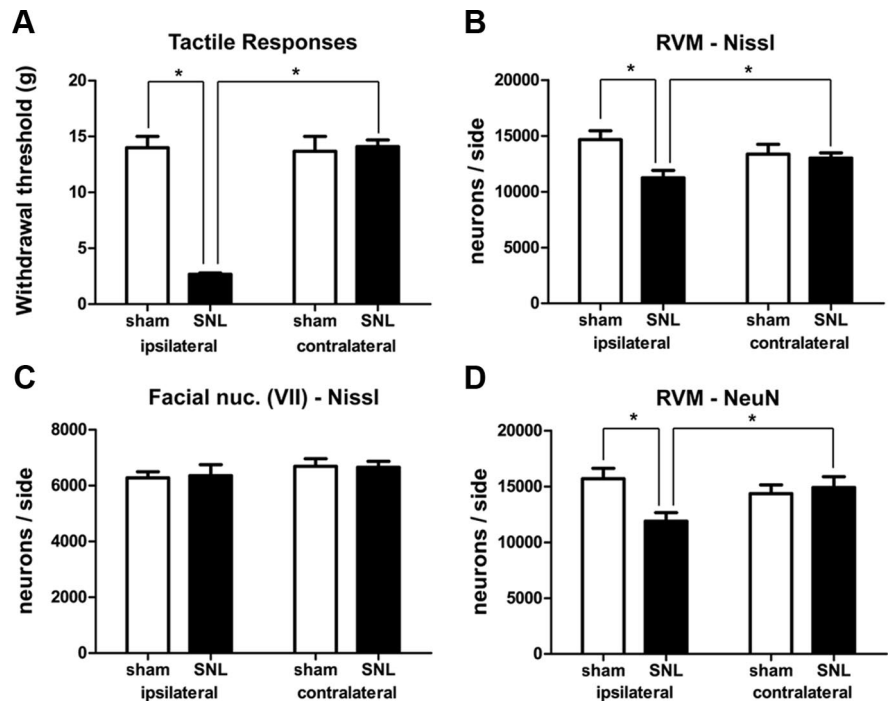 A
Tactile Responses
Withdrawal threshold (g)
20
15
10
5
0
*
*
sham SNL sham SNL
ipsilateral contralateral
B
RVM - Nissl
neurons / side
20000
15000
10000
5000
0
*
*
sham SNL sham SNL
ipsilateral contralateral
C
Facial nuc. (VII) - Nissl
neurons / side
8000
6000
4000
2000
0
sham SNL sham SNL
ipsilateral contralateral
D
RVM - NeuN
neurons / side
20000
15000
10000
5000
0
*
*
sham SNL sham SNL
ipsilateral contralateral